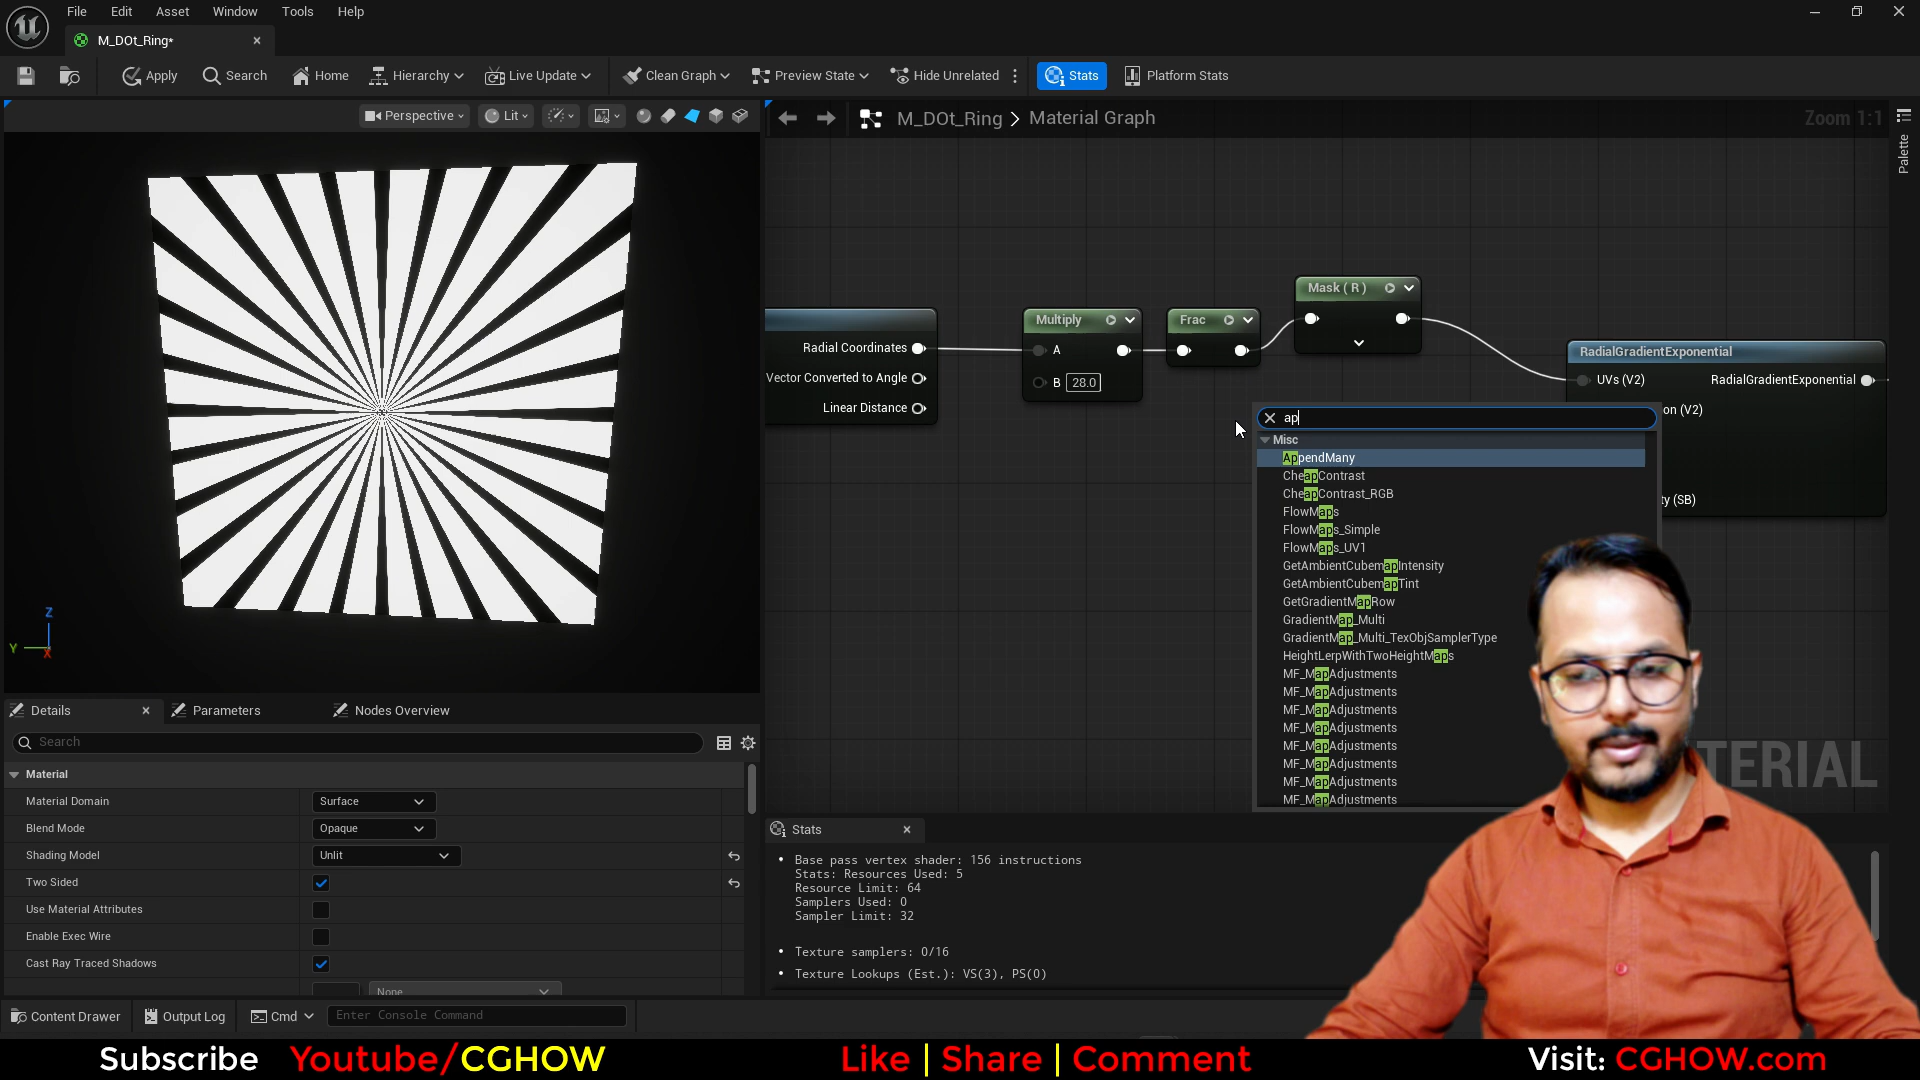 File Edit Asset Window Tools Help
M_DOt_Ring*
Apply Search Home Hierarchy Live Update Clean Graph Preview State Hide Unrelated Stats Platform Stats
Perspective Lit
M_DOt_Ring > Material Graph
Zoom 1:1
Palette
Mask ( R )
Multiply
Frac
Radial Coordinates
A
Vector Converted to Angle
B 28.0
Linear Distance
RadialGradientExponential
UVs (V2) RadialGradientExponential
on (V2)
ty (SB)
ap
Misc
AppendMany
CheapContrast
CheapContrast_RGB
FlowMaps
FlowMaps_Simple
FlowMaps_UV1
GetAmbientCubemapIntensity
GetAmbientCubemapTint
GetGradientMapRow
GradientMap_Multi
GradientMap_Multi_TexObjSamplerType
HeightLerpWithTwoHeightMaps
MF_MapAdjustments
MF_MapAdjustments
MF_MapAdjustments
MF_MapAdjustments
MF_MapAdjustments
MF_MapAdjustments
MF_MapAdjustments
MF_MapAdjustments
TERIAL
Z
Y
X
Details Parameters Nodes Overview
Search
Material
Material Domain Surface
Blend Mode Opaque
Shading Model Unlit
Two Sided
Use Material Attributes
Enable Exec Wire
Cast Ray Traced Shadows
None
Stats
• Base pass vertex shader: 156 instructions
Stats: Resources Used: 5
Resource Limit: 64
Samplers Used: 0
Sampler Limit: 32
• Texture samplers: 0/16
• Texture Lookups (Est.): VS(3), PS(0)
Content Drawer Output Log Cmd Enter Console Command
Subscribe Youtube/CGHOW Like | Share | Comment Visit: CGHOW.com